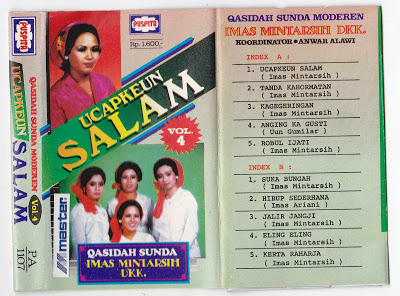 PUSPITA
QASIDAH SUNDA MODEREN
UCAPKEUN
SALAM
Vol 4
PA
1107
PUSPITA
Rp. 1.600,-
UCAPKEUN
SALAM
VOL.
4
master
QASIDAH SUNDA
IMAS MINTARSIH
DKK.
QASIDAH SUNDA MODEREN
IMAS MINTARSIH DKK.
KOORDINATOR • ANWAR ALAWI
INDEX A :
1. UCAPKEUN SALAM
( Imas Mintarsih )
2. TANDA KAHORMATAN
( Imas Mintarsih )
3. KAGEGERINGAN
( Imas Mintarsih )
4. ANGING KA GUSTI
( Uun Gumilar )
5. ROBUL IJATI
( Imas Mintarsih )
INDEX B :
1. SUKA BUNGAH
( Imas Mintarsih )
2. HIRUP SEDERHANA
( Imas Ariani )
3. JALIR JANGJI
( Imas Mintarsih )
4. ELING ELING
( Imas Mintarsih )
5. KERTA RAHARJA
( Imas Mintarsih )